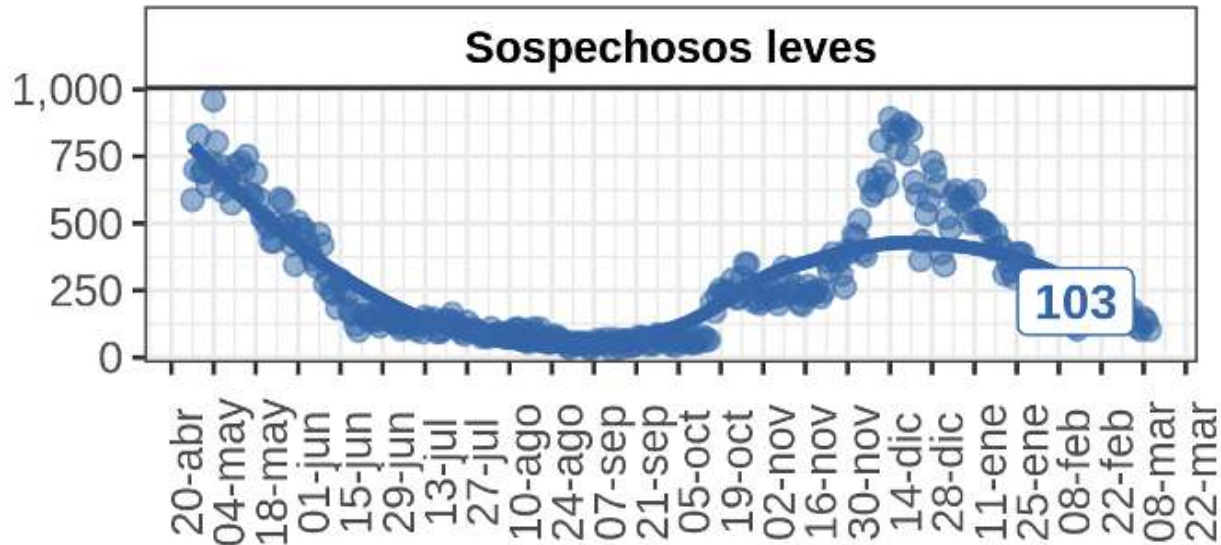 Sospechosos leves
1,000
750
500
250
0
103
20-abr
04-may
18-may
01-jun
15-jun
29-jun
13-jul
27-jul
10-ago
24-ago
07-sep
21-sep
05-oct
19-oct
02-nov
16-nov
30-nov
14-dic
28-dic
11-ene
25-ene
08-feb
22-feb
08-mar
22-mar